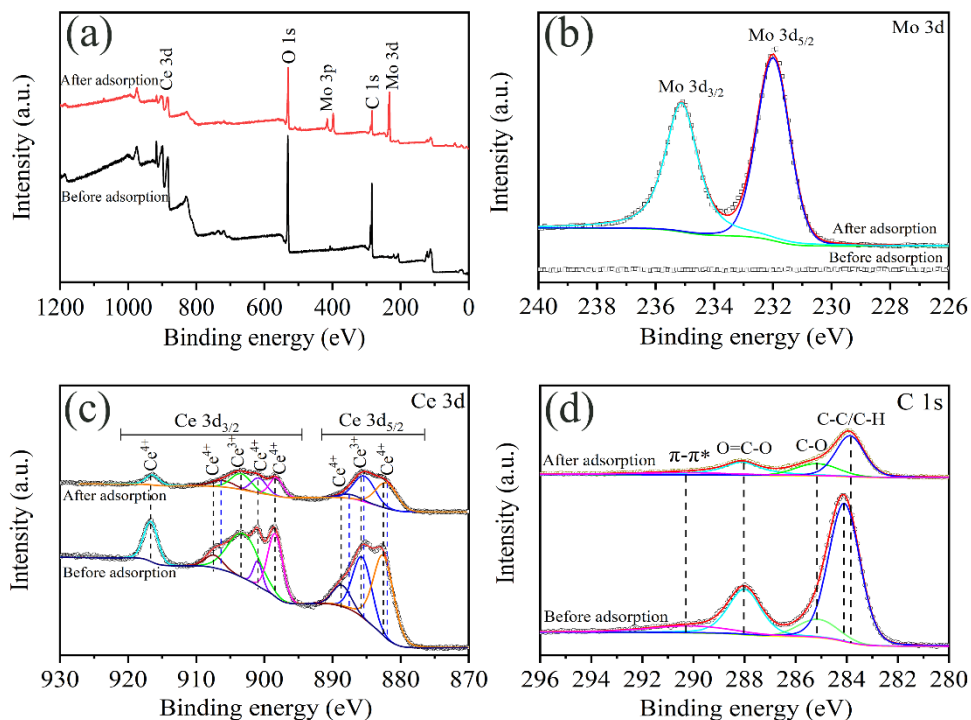 (a)
After adsorption
Ce 3d
O 1s
Mo 3p
C 1s
Mo 3d
Before adsorption
Intensity (a.u.)
1200 1000 800 600 400 200 0
Binding energy (eV)
(b)
Mo 3d
Mo 3d5/2
Mo 3d3/2
After adsorption
Before adsorption
Intensity (a.u.)
240 238 236 234 232 230 228 226
Binding energy (eV)
(c)
Ce 3d
Ce 3d3/2
Ce 3d5/2
Ce4+ Ce4+ Ce3+ Ce4+ Ce4+ Ce4+ Ce3+ Ce4+
After adsorption
Before adsorption
Intensity (a.u.)
930 920 910 900 890 880 870
Binding energy (eV)
(d)
C 1s
C-C/C-H
O=C-O
C-O
π-π*
After adsorption
Before adsorption
Intensity (a.u.)
296 294 292 290 288 286 284 282 280
Binding energy (eV)